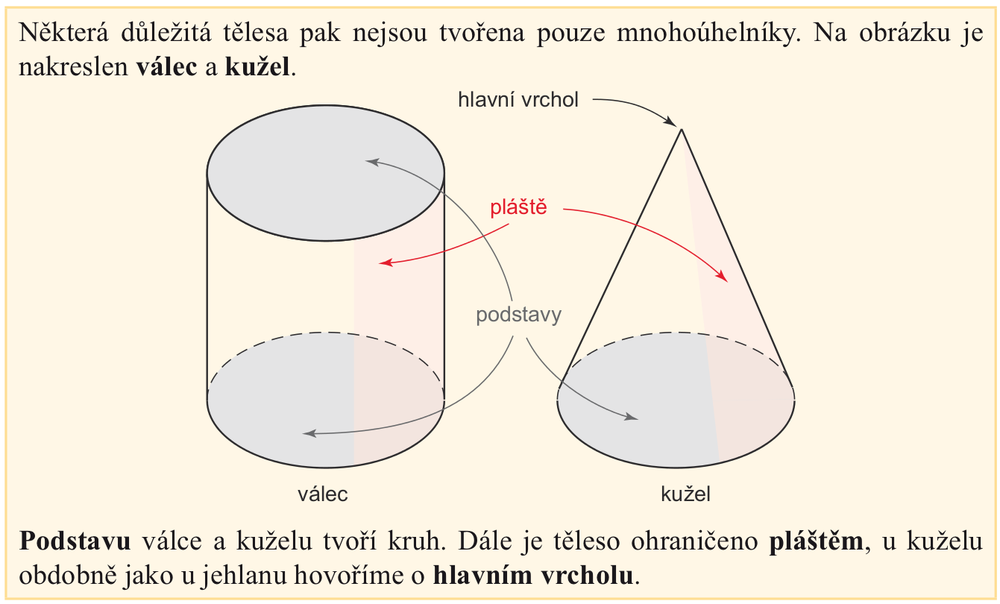 Některá důležitá tělesa pak nejsou tvořena pouze mnohoúhelníky. Na obrázku je
nakreslen válec a kužel.
hlavní vrchol
pláště
podstavy
válec
kužel
Podstavu válce a kuželu tvoří kruh. Dále je těleso ohraničeno pláštěm, u kuželu
obdobně jako u jehlanu hovoříme o hlavním vrcholu.